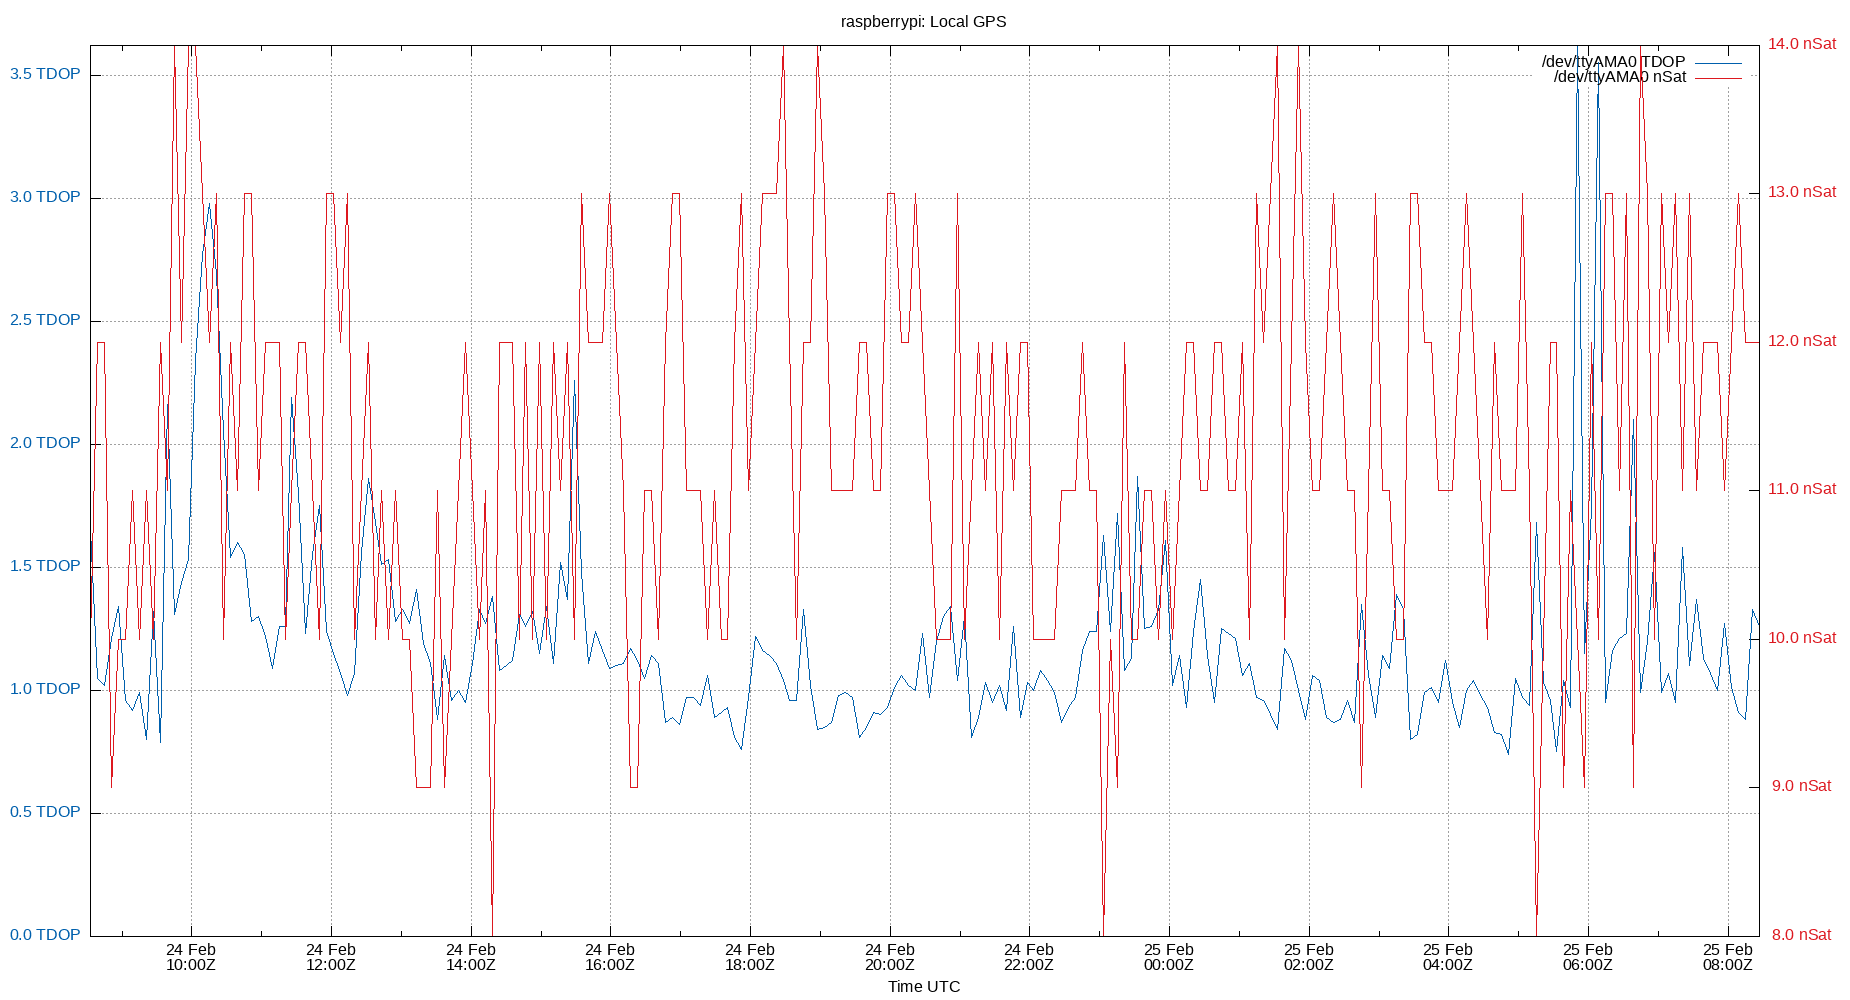 raspberrypi: Local GPS
3.5 TDOP
3.0 TDOP
2.5 TDOP
2.0 TDOP
1.5 TDOP
1.0 TDOP
0.5 TDOP
0.0 TDOP
/dev/ttyAMA0 TDOP
/dev/ttyAMA0 nSat
14.0 nSat
13.0 nSat
12.0 nSat
11.0 nSat
10.0 nSat
9.0 nSat
8.0 nSat
24 Feb
10:00Z
24 Feb
12:00Z
24 Feb
14:00Z
24 Feb
16:00Z
24 Feb
18:00Z
24 Feb
20:00Z
24 Feb
22:00Z
25 Feb
00:00Z
25 Feb
02:00Z
25 Feb
04:00Z
25 Feb
06:00Z
25 Feb
08:00Z
Time UTC